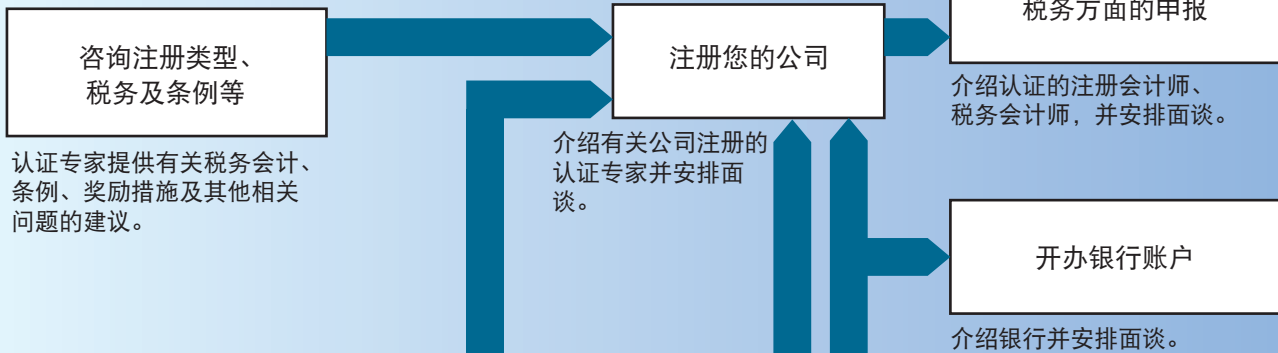 咨询注册类型、
税务及条例等
认证专家提供有关税务会计、
条例、奖励措施及其他相关
问题的建议。
注册您的公司
介绍有关公司注册的
认证专家并安排面
谈。
税务方面的申报
介绍认证的注册会计师、
税务会计师，并安排面谈。
开办银行账户
介绍银行并安排面谈。